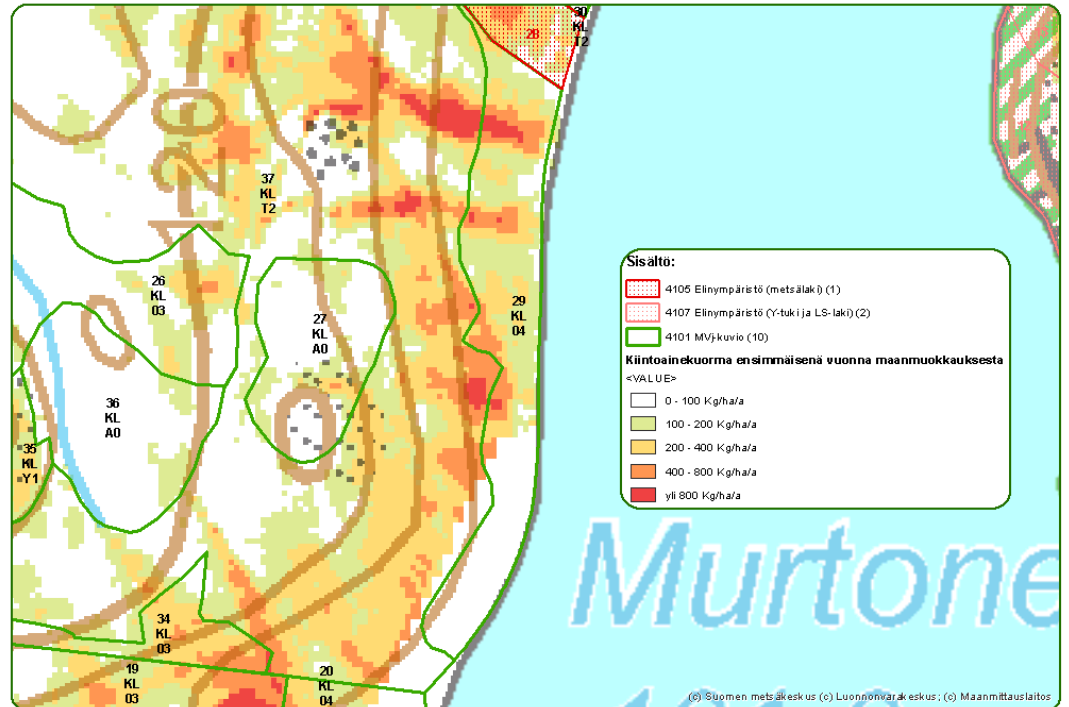 30
KL
T2
28
120
37
KL
T2
26
KL
03
27
KL
A0
29
KL
04
36
KL
A0
35
KL
Y1
34
KL
03
19
KL
03
20
KL
04
Sisältö:
4105 Elinympäristö (metsälaki) (1)
4107 Elinympäristö (Y-tuki ja LS-laki) (2)
4101 MVj-kuvio (10)
Kiintoainekuorma ensimmäisenä vuonna maanmuokkauksesta
<VALUE>
0 - 100 Kg/ha/a
100 - 200 Kg/ha/a
200 - 400 Kg/ha/a
400 - 800 Kg/ha/a
yli 800 Kg/ha/a
Murtone
(c) Suomen metsäkeskus (c) Luonnonvarakeskus; (c) Maanmittauslaitos